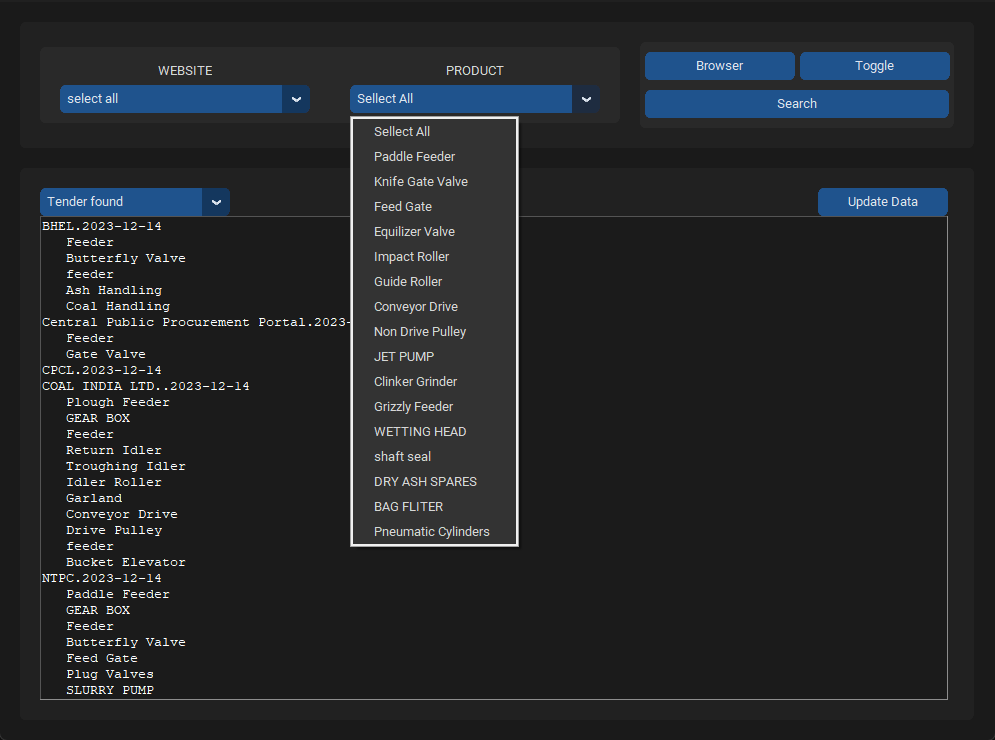 WEBSITE
PRODUCT
select all
Sellect All
Browser
Toggle
Search
Sellect All
Paddle Feeder
Knife Gate Valve
Feed Gate
Equilizer Valve
Impact Roller
Guide Roller
Conveyor Drive
Non Drive Pulley
JET PUMP
Clinker Grinder
Grizzly Feeder
WETTING HEAD
shaft seal
DRY ASH SPARES
BAG FLITER
Pneumatic Cylinders
Tender found
Update Data
BHEL.2023-12-14
Feeder
Butterfly Valve
feeder
Ash Handling
Coal Handling
Central Public Procurement Portal.2023-
Feeder
Gate Valve
CPCL.2023-12-14
COAL INDIA LTD..2023-12-14
Plough Feeder
GEAR BOX
Feeder
Return Idler
Troughing Idler
Idler Roller
Garland
Conveyor Drive
Drive Pulley
feeder
Bucket Elevator
NTPC.2023-12-14
Paddle Feeder
GEAR BOX
Feeder
Butterfly Valve
Feed Gate
Plug Valves
SLURRY PUMP